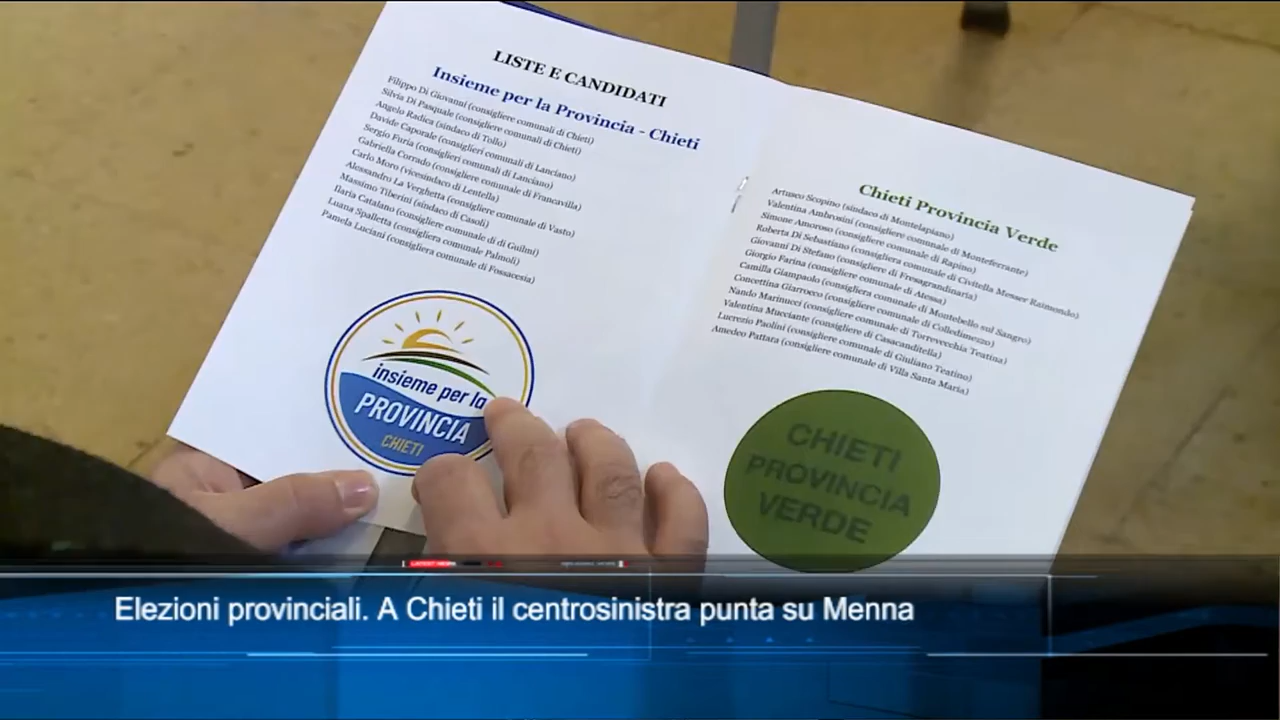 LISTE E CANDIDATI
Insieme per la Provincia - Chieti
Filippo Di Giovanni (consigliere comunali di Chieti)
Silvia Di Pasquale (consigliere comunali di Chieti)
Angelo Radica (sindaco di Tollo)
Davide Caporale (consiglieri comunali di Lanciano)
Sergio Furia (consiglieri comunali di Lanciano)
Gabriella Corrado (consigliere comunale di Francavilla)
Carlo Moro (vicesindaco di Lentella)
Alessandro La Verghetta (consigliere comunale di Vasto)
Massimo Tiberini (sindaco di Casoli)
Ilaria Catalano (consigliere comunale di di Guilmi)
Luana Spalletta (consigliera comunale Palmoli)
Pamela Luciani (consigliera comunale di Fossacesia)
insieme per la
PROVINCIA
CHIETI
Chieti Provincia Verde
Arturo Scopino (sindaco di Montelapiano)
Valentina Ambrosini (consigliere comunale di Monteferrante)
Simone Amoroso (consigliere comunale di Rapino)
Roberta Di Sebastiano (consigliera comunale di Civitella Messer Raimondo)
Giovanni Di Stefano (consigliere di Fresagrandinaria)
Giorgio Farina (consigliere comunale di Atessa)
Camilla Giampaolo (consigliera comunale di Montebello sul Sangro)
Concettina Giarrocco (consigliere comunale di Colledimezzo)
Nando Marinucci (consigliere comunale di Torrevecchia Teatina)
Valentina Mucciante (consigliere di Casacanditella)
Lucrezio Paolini (consigliere comunale di Giuliano Teatino)
Amedeo Pattara (consigliere comunale di Villa Santa Maria)
CHIETI
PROVINCIA
VERDE
LATEST NEWS
Elezioni provinciali. A Chieti il centrosinistra punta su Menna